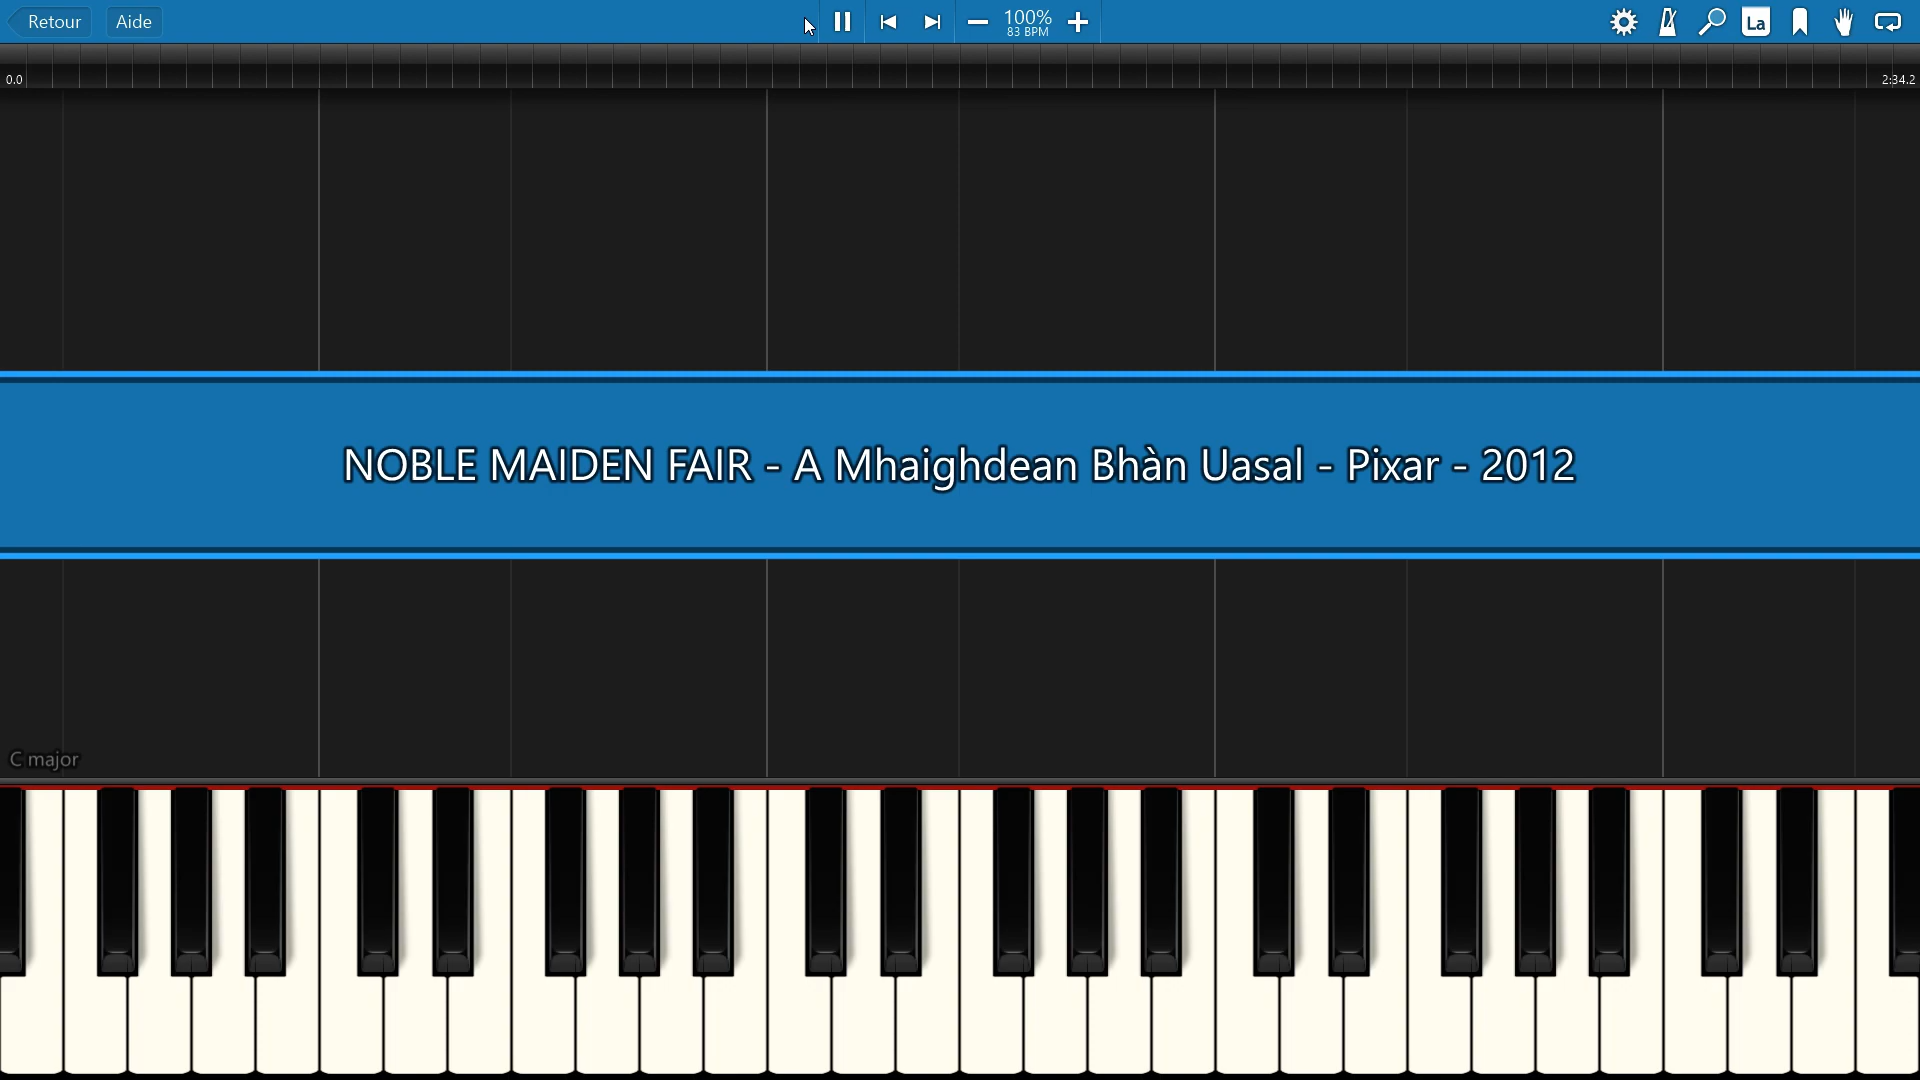 Retour Aide 100%
83 BPM La
0.0 2:34.2
NOBLE MAIDEN FAIR - A Mhaighdean Bhàn Uasal - Pixar - 2012
C major